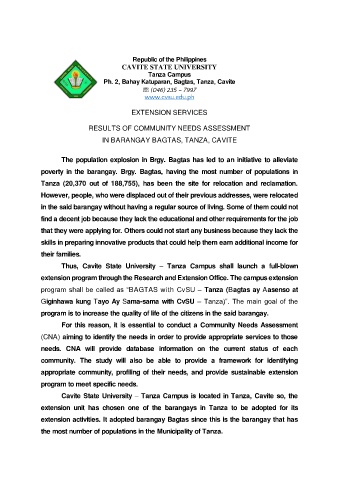 Republic of the Philippines
CAVITE STATE UNIVERSITY
Tanza Campus
Ph. 2, Bahay Katuparan, Bagtas, Tanza, Cavite
☏ (046) 235 – 7997
www.cvsu.edu.ph
EXTENSION SERVICES
RESULTS OF COMMUNITY NEEDS ASSESSMENT
IN BARANGAY BAGTAS, TANZA, CAVITE
The population explosion in Brgy. Bagtas has led to an initiative to alleviate
poverty in the barangay. Brgy. Bagtas, having the most number of populations in
Tanza (20,370 out of 188,755), has been the site for relocation and reclamation.
However, people, who were displaced out of their previous addresses, were relocated
in the said barangay without having a regular source of living. Some of them could not
find a decent job because they lack the educational and other requirements for the job
that they were applying for. Others could not start any business because they lack the
skills in preparing innovative products that could help them earn additional income for
their families.
Thus, Cavite State University – Tanza Campus shall launch a full-blown
extension program through the Research and Extension Office. The campus extension
program shall be called as “BAGTAS with CvSU – Tanza (Bagtas ay Aasenso at
Giginhawa kung Tayo Ay Sama-sama with CvSU – Tanza)”. The main goal of the
program is to increase the quality of life of the citizens in the said barangay.
For this reason, it is essential to conduct a Community Needs Assessment
(CNA) aiming to identify the needs in order to provide appropriate services to those
needs. CNA will provide database information on the current status of each
community. The study will also be able to provide a framework for identifying
appropriate community, profiling of their needs, and provide sustainable extension
program to meet specific needs.
Cavite State University – Tanza Campus is located in Tanza, Cavite so, the
extension unit has chosen one of the barangays in Tanza to be adopted for its
extension activities. It adopted barangay Bagtas since this is the barangay that has
the most number of populations in the Municipality of Tanza.